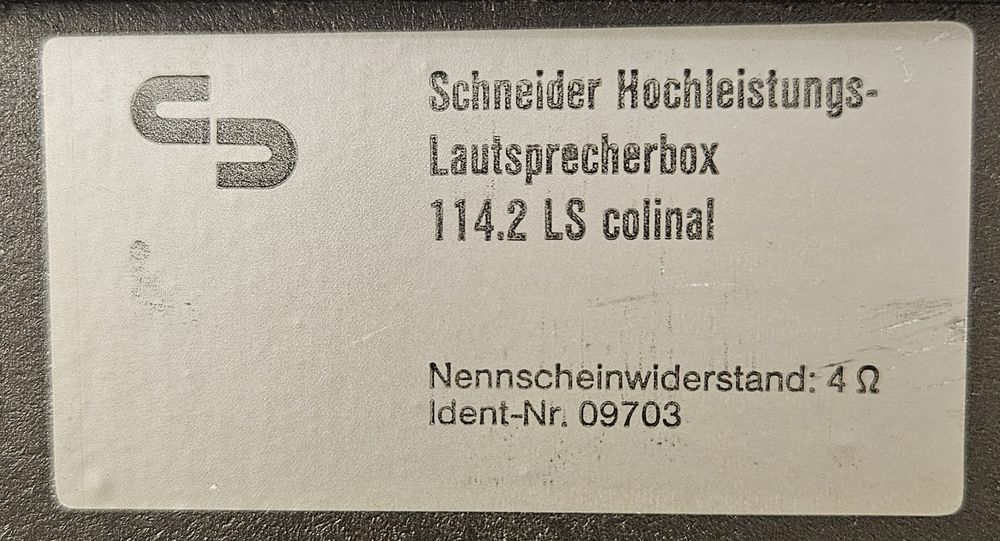 Schneider Hochleistungs-
Lautsprecherbox
114.2 LS colinal
Nennscheinwiderstand: 4 Ω
Ident-Nr. 09703